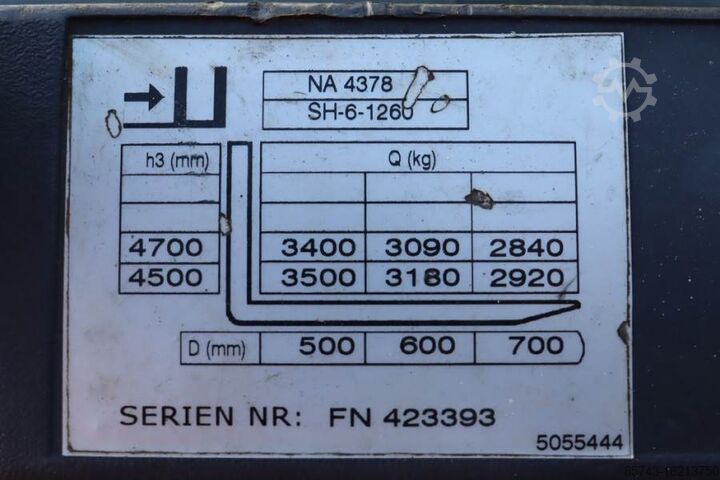 NA 4378
SH-6-1260
h3 (mm) Q (kg)
4700 3400 3090 2840
4500 3500 3180 2920
D (mm) 500 600 700
SERIEN NR: FN 423393
5055444